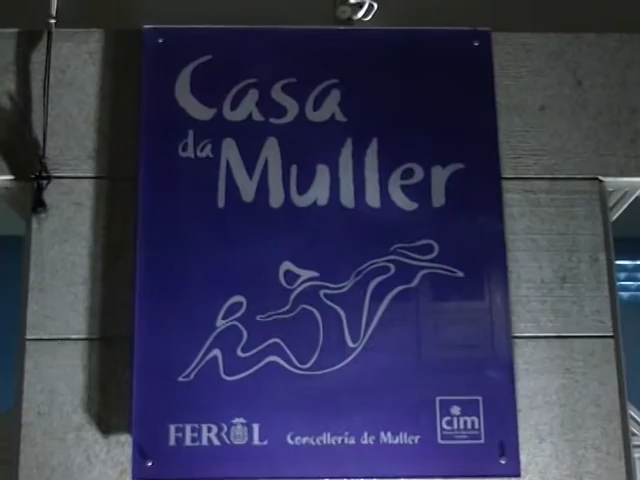 Casa
da Muller
FERROL
Concellería de Muller
cim